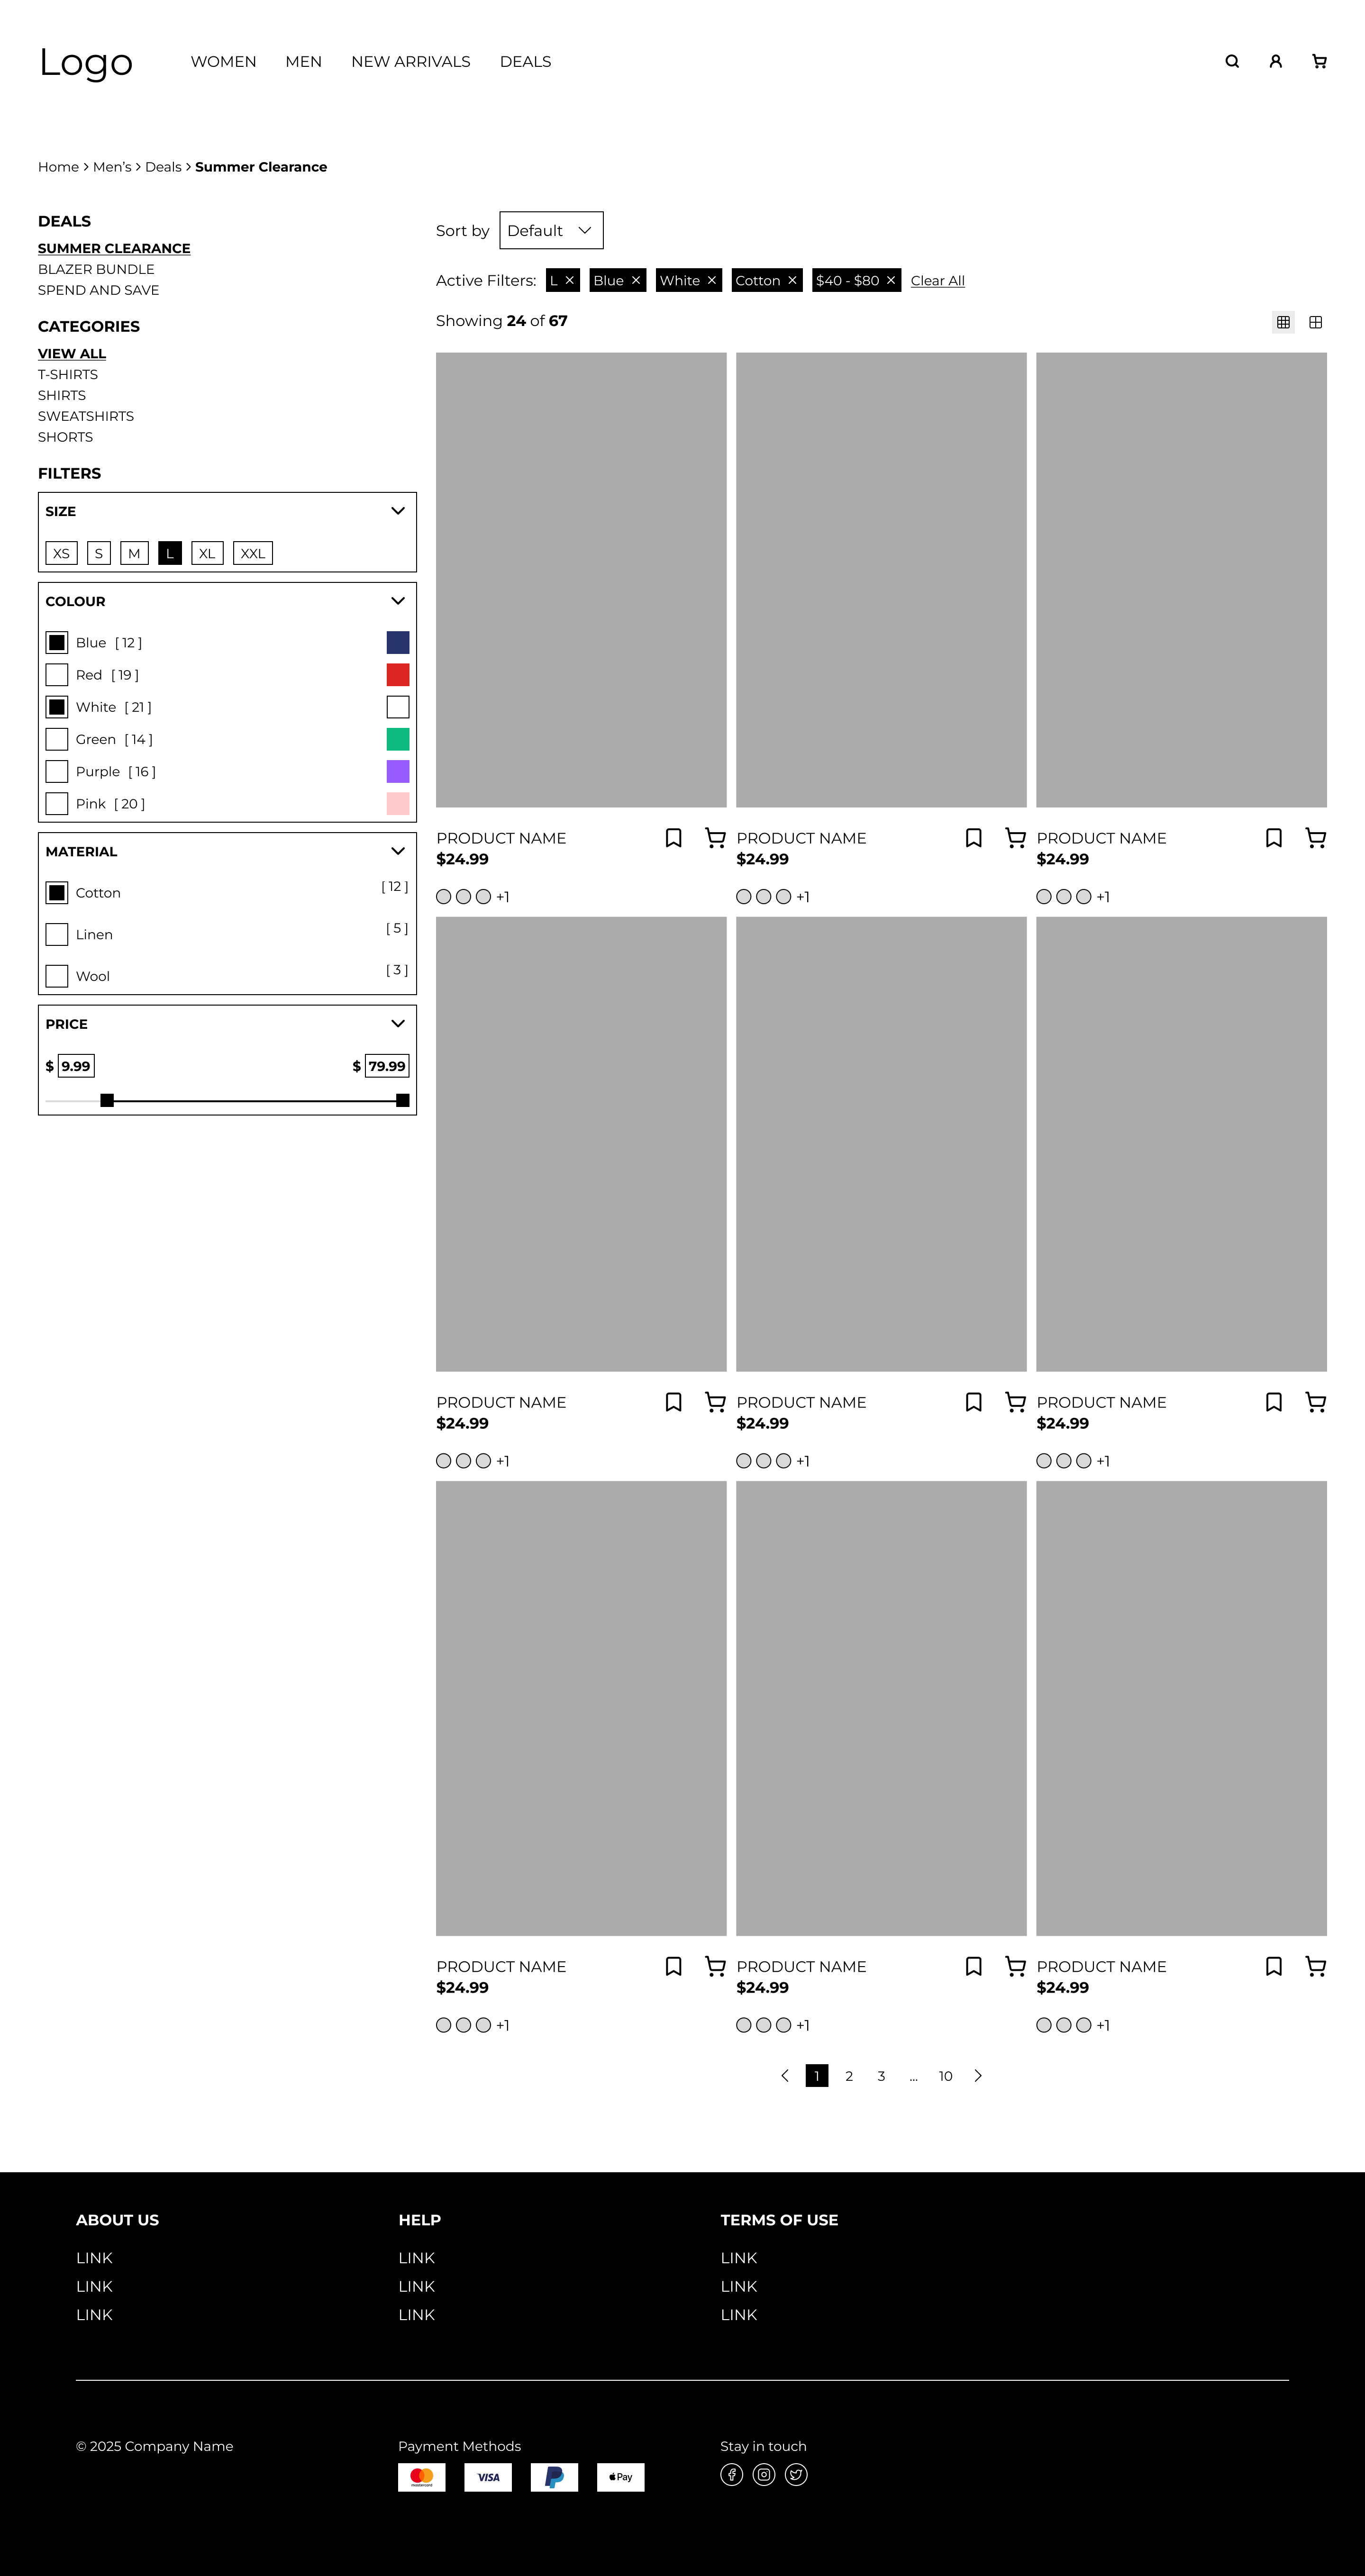 Logo
WOMEN MEN NEW ARRIVALS DEALS
Home > Men’s > Deals > Summer Clearance
DEALS
SUMMER CLEARANCE
BLAZER BUNDLE
SPEND AND SAVE
CATEGORIES
VIEW ALL
T-SHIRTS
SHIRTS
SWEATSHIRTS
SHORTS
FILTERS
SIZE
XS S M L XL XXL
COLOUR
Blue [ 12 ]
Red [ 19 ]
White [ 21 ]
Green [ 14 ]
Purple [ 16 ]
Pink [ 20 ]
MATERIAL
Cotton [ 12 ]
Linen [ 5 ]
Wool [ 3 ]
PRICE
$ 9.99 $ 79.99
Sort by Default
Active Filters: L Blue White Cotton $40 - $80 Clear All
Showing 24 of 67
PRODUCT NAME PRODUCT NAME PRODUCT NAME
$24.99 $24.99 $24.99
+1 +1 +1
PRODUCT NAME PRODUCT NAME PRODUCT NAME
$24.99 $24.99 $24.99
+1 +1 +1
PRODUCT NAME PRODUCT NAME PRODUCT NAME
$24.99 $24.99 $24.99
+1 +1 +1
1 2 3 ... 10
ABOUT US
LINK
LINK
LINK
HELP
LINK
LINK
LINK
TERMS OF USE
LINK
LINK
LINK
© 2025 Company Name
Payment Methods
mastercard VISA P Pay
Stay in touch